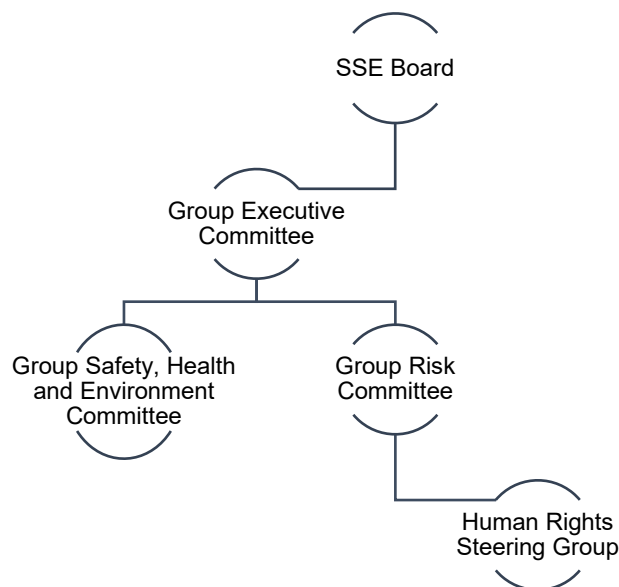 SSE Board
Group Executive
Committee
Group Safety, Health
and Environment
Committee
Group Risk
Committee
Human Rights
Steering Group